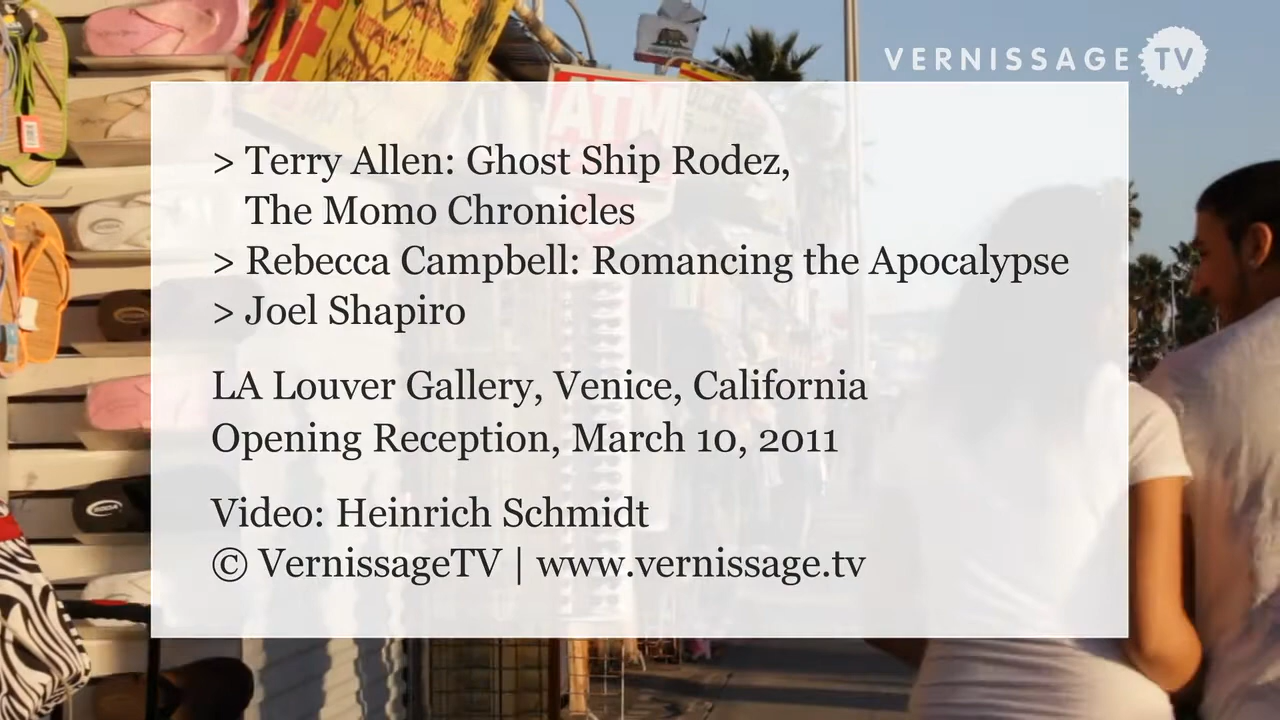 VERNISSAGE TV
ATM
> Terry Allen: Ghost Ship Rodez,
The Momo Chronicles
> Rebecca Campbell: Romancing the Apocalypse
> Joel Shapiro
LA Louver Gallery, Venice, California
Opening Reception, March 10, 2011
Video: Heinrich Schmidt
© VernissageTV | www.vernissage.tv